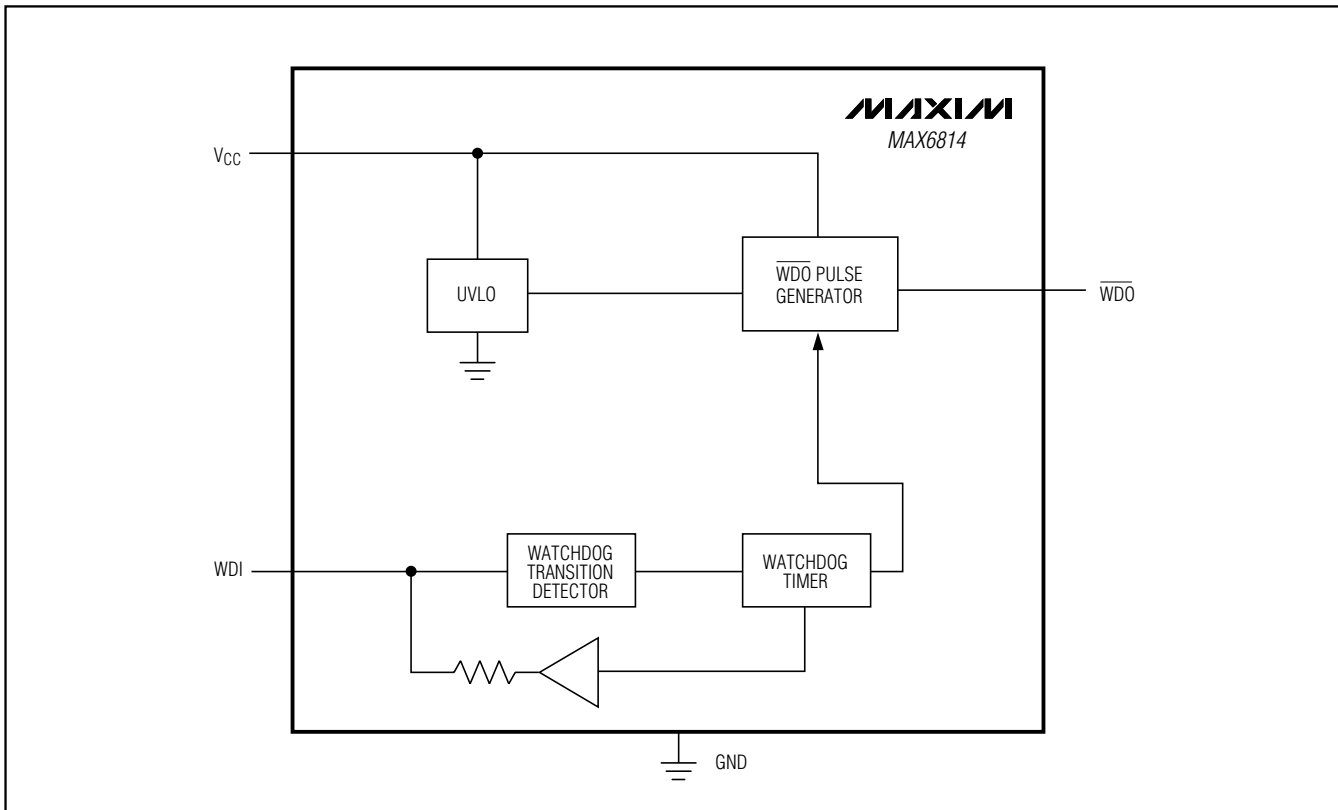 MAXIM
MAX6814
VCC
UVLO
WDO PULSE
GENERATOR
WDO
WDI
WATCHDOG
TRANSITION
DETECTOR
WATCHDOG
TIMER
GND